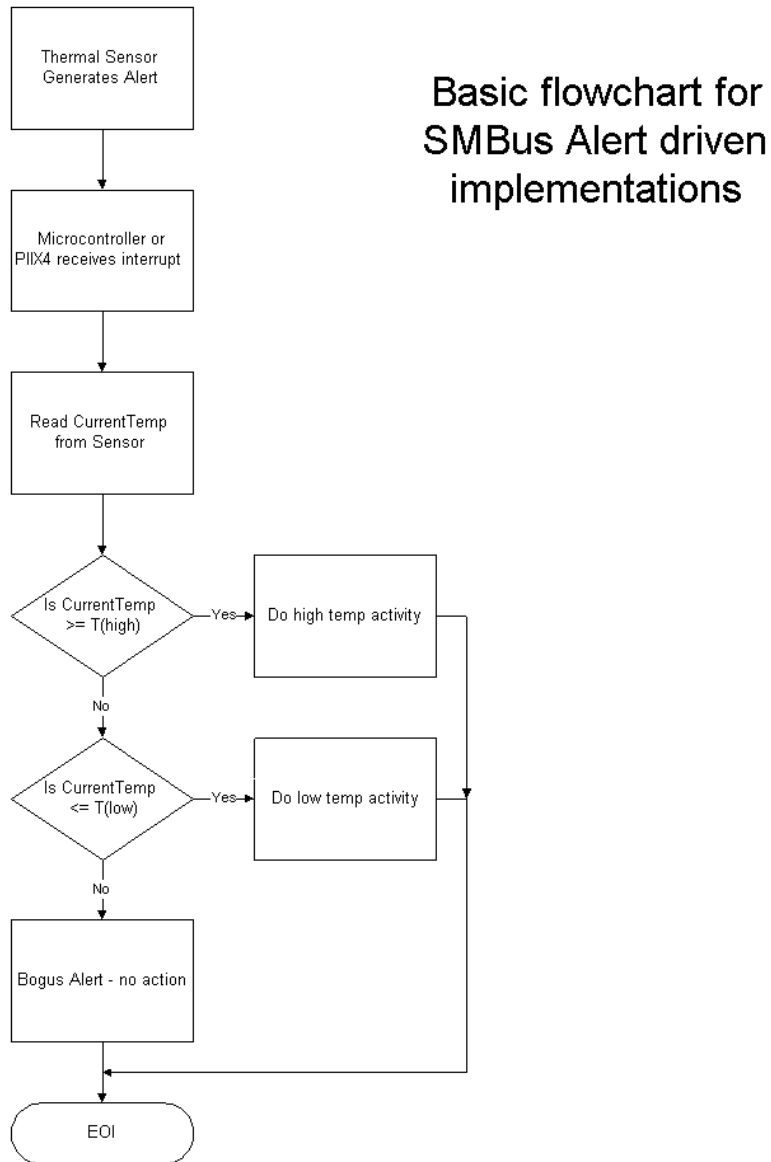 Thermal Sensor
Generates Alert
Basic flowchart for
SMBus Alert driven
implementations
Microcontroller or
PIIX4 receives interrupt
Read CurrentTemp
from Sensor
Is CurrentTemp
>= T(high)
Yes
Do high temp activity
No
Is CurrentTemp
<= T(low)
Yes
Do low temp activity
No
Bogus Alert - no action
EOI